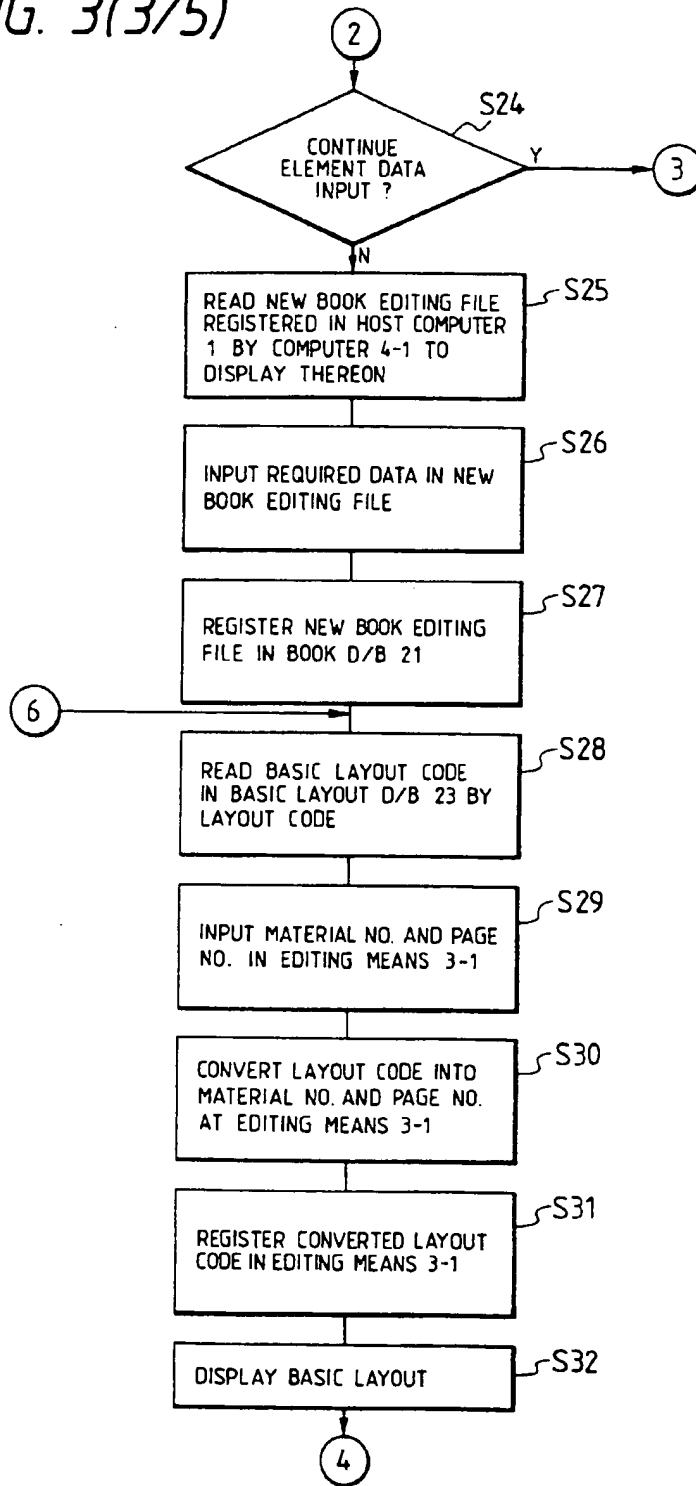 G. 3(3/5)
2
S24
CONTINUE
ELEMENT DATA
INPUT ?
Y
3
N
S25
READ NEW BOOK EDITING FILE
REGISTERED IN HOST COMPUTER
1 BY COMPUTER 4-1 TO
DISPLAY THEREON
S26
INPUT REQUIRED DATA IN NEW
BOOK EDITING FILE
S27
REGISTER NEW BOOK EDITING
FILE IN BOOK D/B 21
6
S28
READ BASIC LAYOUT CODE
IN BASIC LAYOUT D/B 23 BY
LAYOUT CODE
S29
INPUT MATERIAL NO. AND PAGE
NO. IN EDITING MEANS 3-1
S30
CONVERT LAYOUT CODE INTO
MATERIAL NO. AND PAGE NO.
AT EDITING MEANS 3-1
S31
REGISTER CONVERTED LAYOUT
CODE IN EDITING MEANS 3-1
S32
DISPLAY BASIC LAYOUT
4